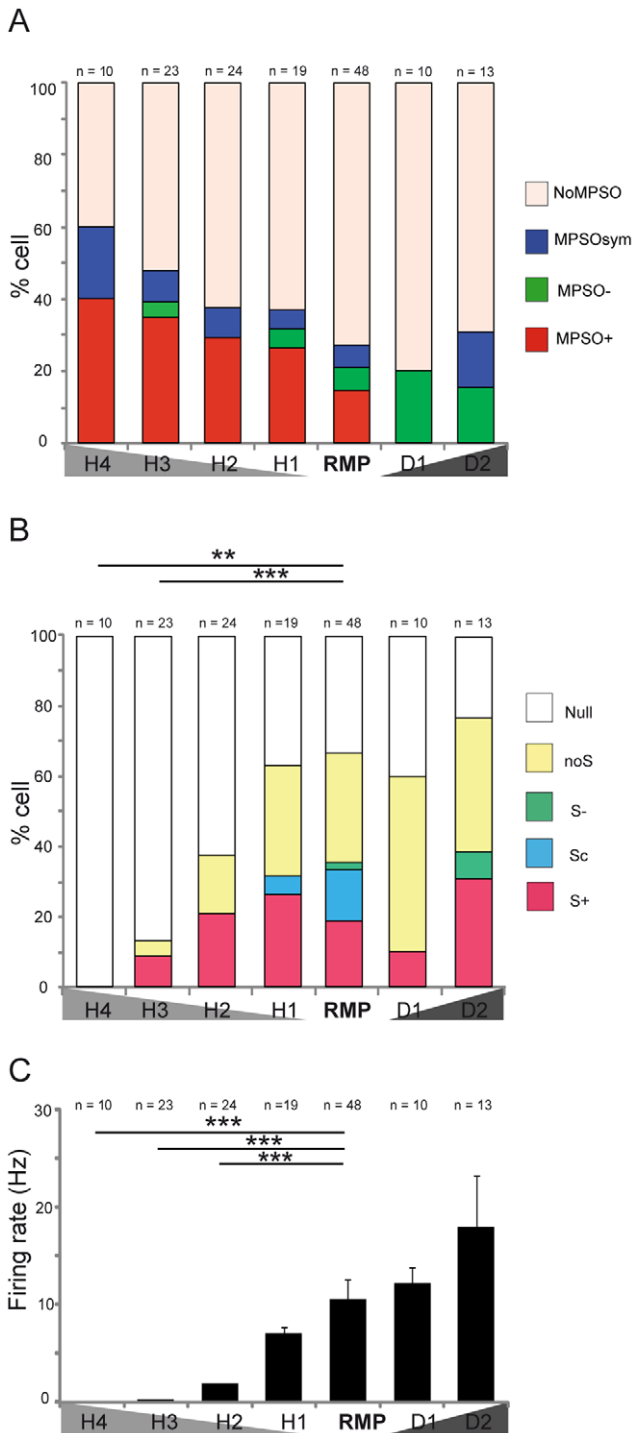 A
n = 10 n = 23 n = 24 n = 19 n = 48 n = 10 n = 13
100
80
60
40
20
0
% cell
NoMPSO
MPSOsym
MPSO-
MPSO+
H4 H3 H2 H1 RMP D1 D2
B
**
***
n = 10 n = 23 n = 24 n =19 n = 48 n = 10 n = 13
100
80
60
40
20
0
% cell
Null
noS
S-
Sc
S+
H4 H3 H2 H1 RMP D1 D2
C
n = 10 n = 23 n = 24 n =19 n = 48 n = 10 n = 13
***
***
***
30
20
10
0
Firing rate (Hz)
H4 H3 H2 H1 RMP D1 D2